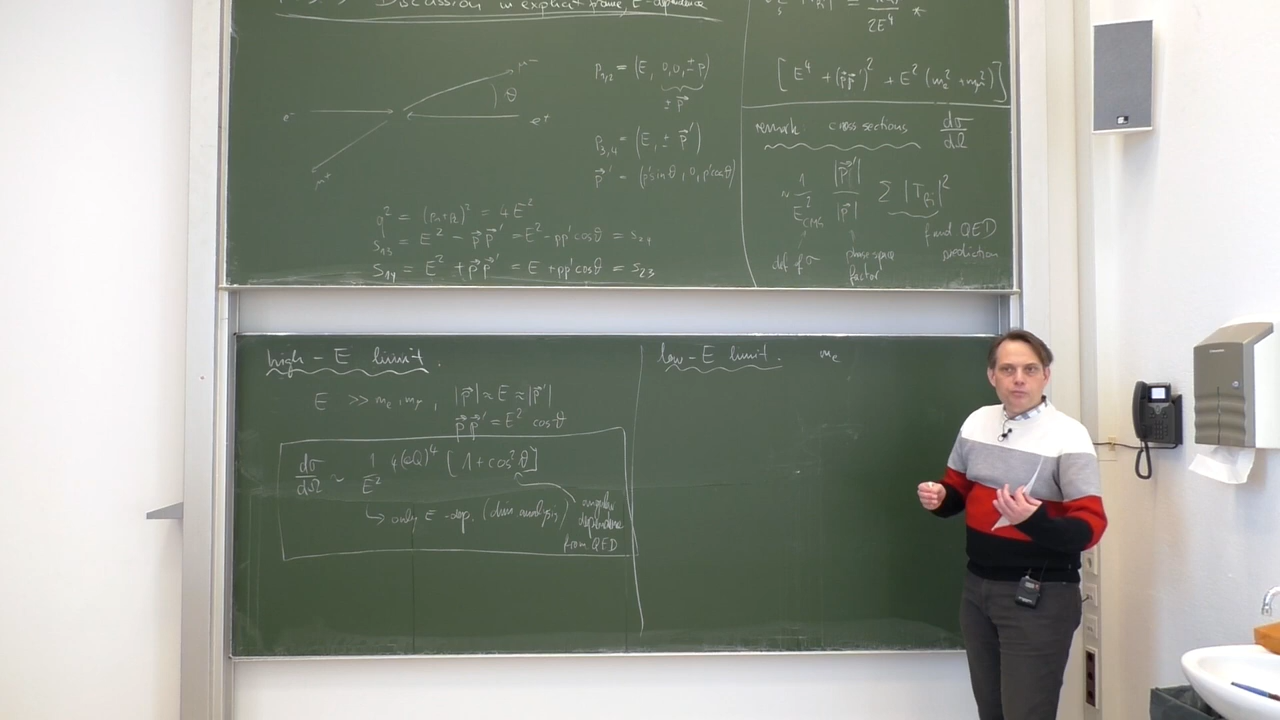 Discussion in explicit frame, E-dependence
μ⁻
θ
e⁻
e⁺
μ⁺
p₁,₂ = (E, 0,0, ±p)
± p⃗
p₃,₄ = (E, ± p⃗')
p⃗' = (p'sinθ, 0, p'cosθ)
q² = (p₁+p₂)² = 4E²
s₁₃ = E² − p⃗p⃗' = E² − pp'cosθ = s₂₄
s₁₄ = E² + p⃗p⃗' = E + pp'cosθ = s₂₃
2E⁴ *
[E⁴ + (p⃗p⃗')² + E²(mₑ² + m_μ²)]
remark cross sections dσ/dΩ
~ 1/E²_CMS |p⃗'|/|p⃗| Σ |T_fi|²
def of σ
phase space factor
find QED prediction
high-E limit.
E >> mₑ, m_μ, |p⃗| ≈ E ≈ |p⃗'|
p⃗p⃗' = E² cosθ
dσ/dΩ ~ 1/E² 4(eQ)⁴ [1+cos²θ]
↳ only E-dep. (dim analysis)
angular dependence from QED
low-E limit. mₑ